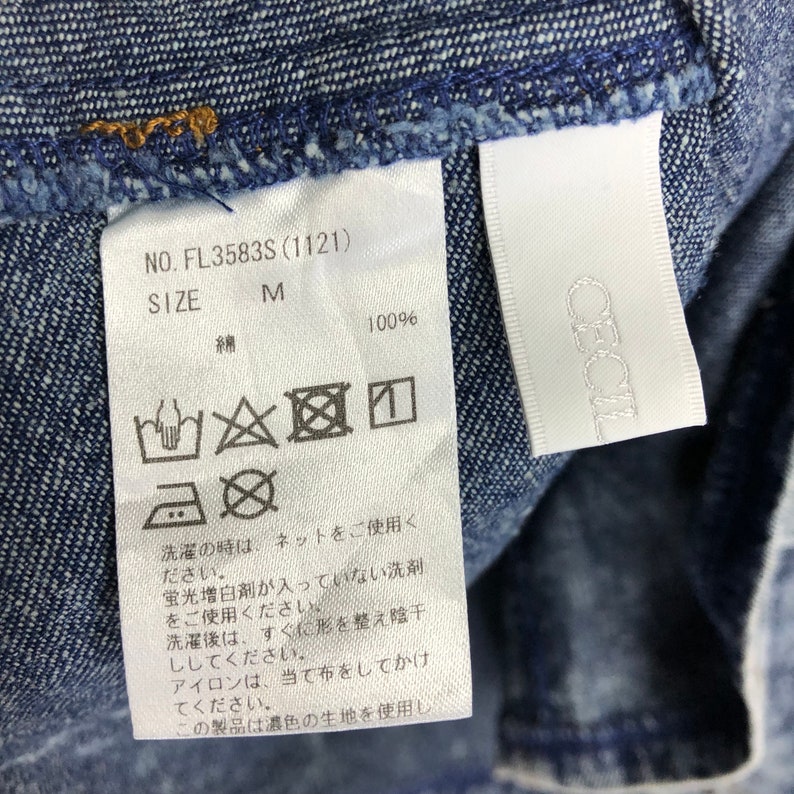 NO.FL3583S(1121)
SIZE M
綿 100%
洗濯の時は、ネットをご使用く
ださい。
蛍光増白剤が入っていない洗剤
をご使用ください。
洗濯後は、すぐに形を整え陰干
ししてください。
アイロンは、当て布をしてかけ
てください。
この製品は濃色の生地を使用し
CECIL